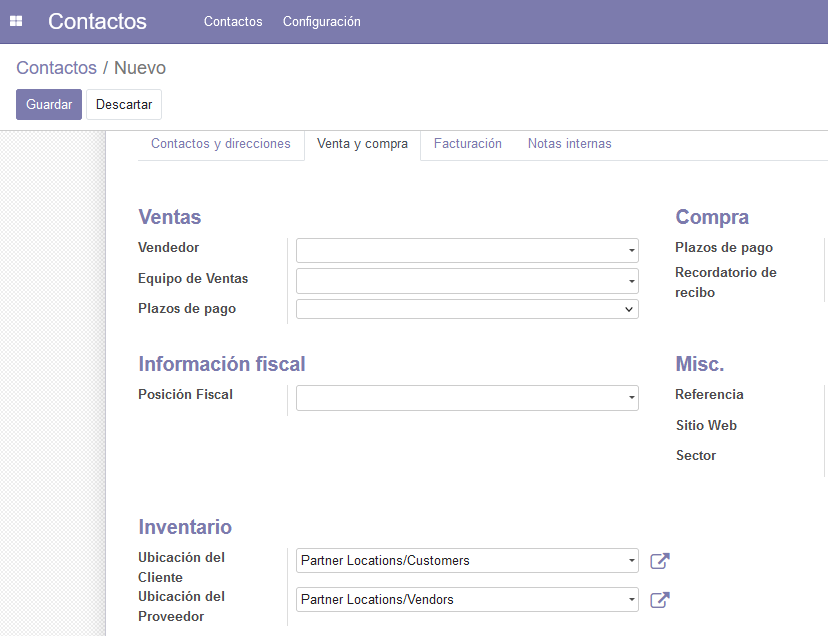 Contactos Contactos Configuración
Contactos / Nuevo
Guardar Descartar
Contactos y direcciones Venta y compra Facturación Notas internas
Ventas
Vendedor
Equipo de Ventas
Plazos de pago
Compra
Plazos de pago
Recordatorio de
recibo
Información fiscal
Posición Fiscal
Misc.
Referencia
Sitio Web
Sector
Inventario
Ubicación del
Cliente
Partner Locations/Customers
Ubicación del
Proveedor
Partner Locations/Vendors